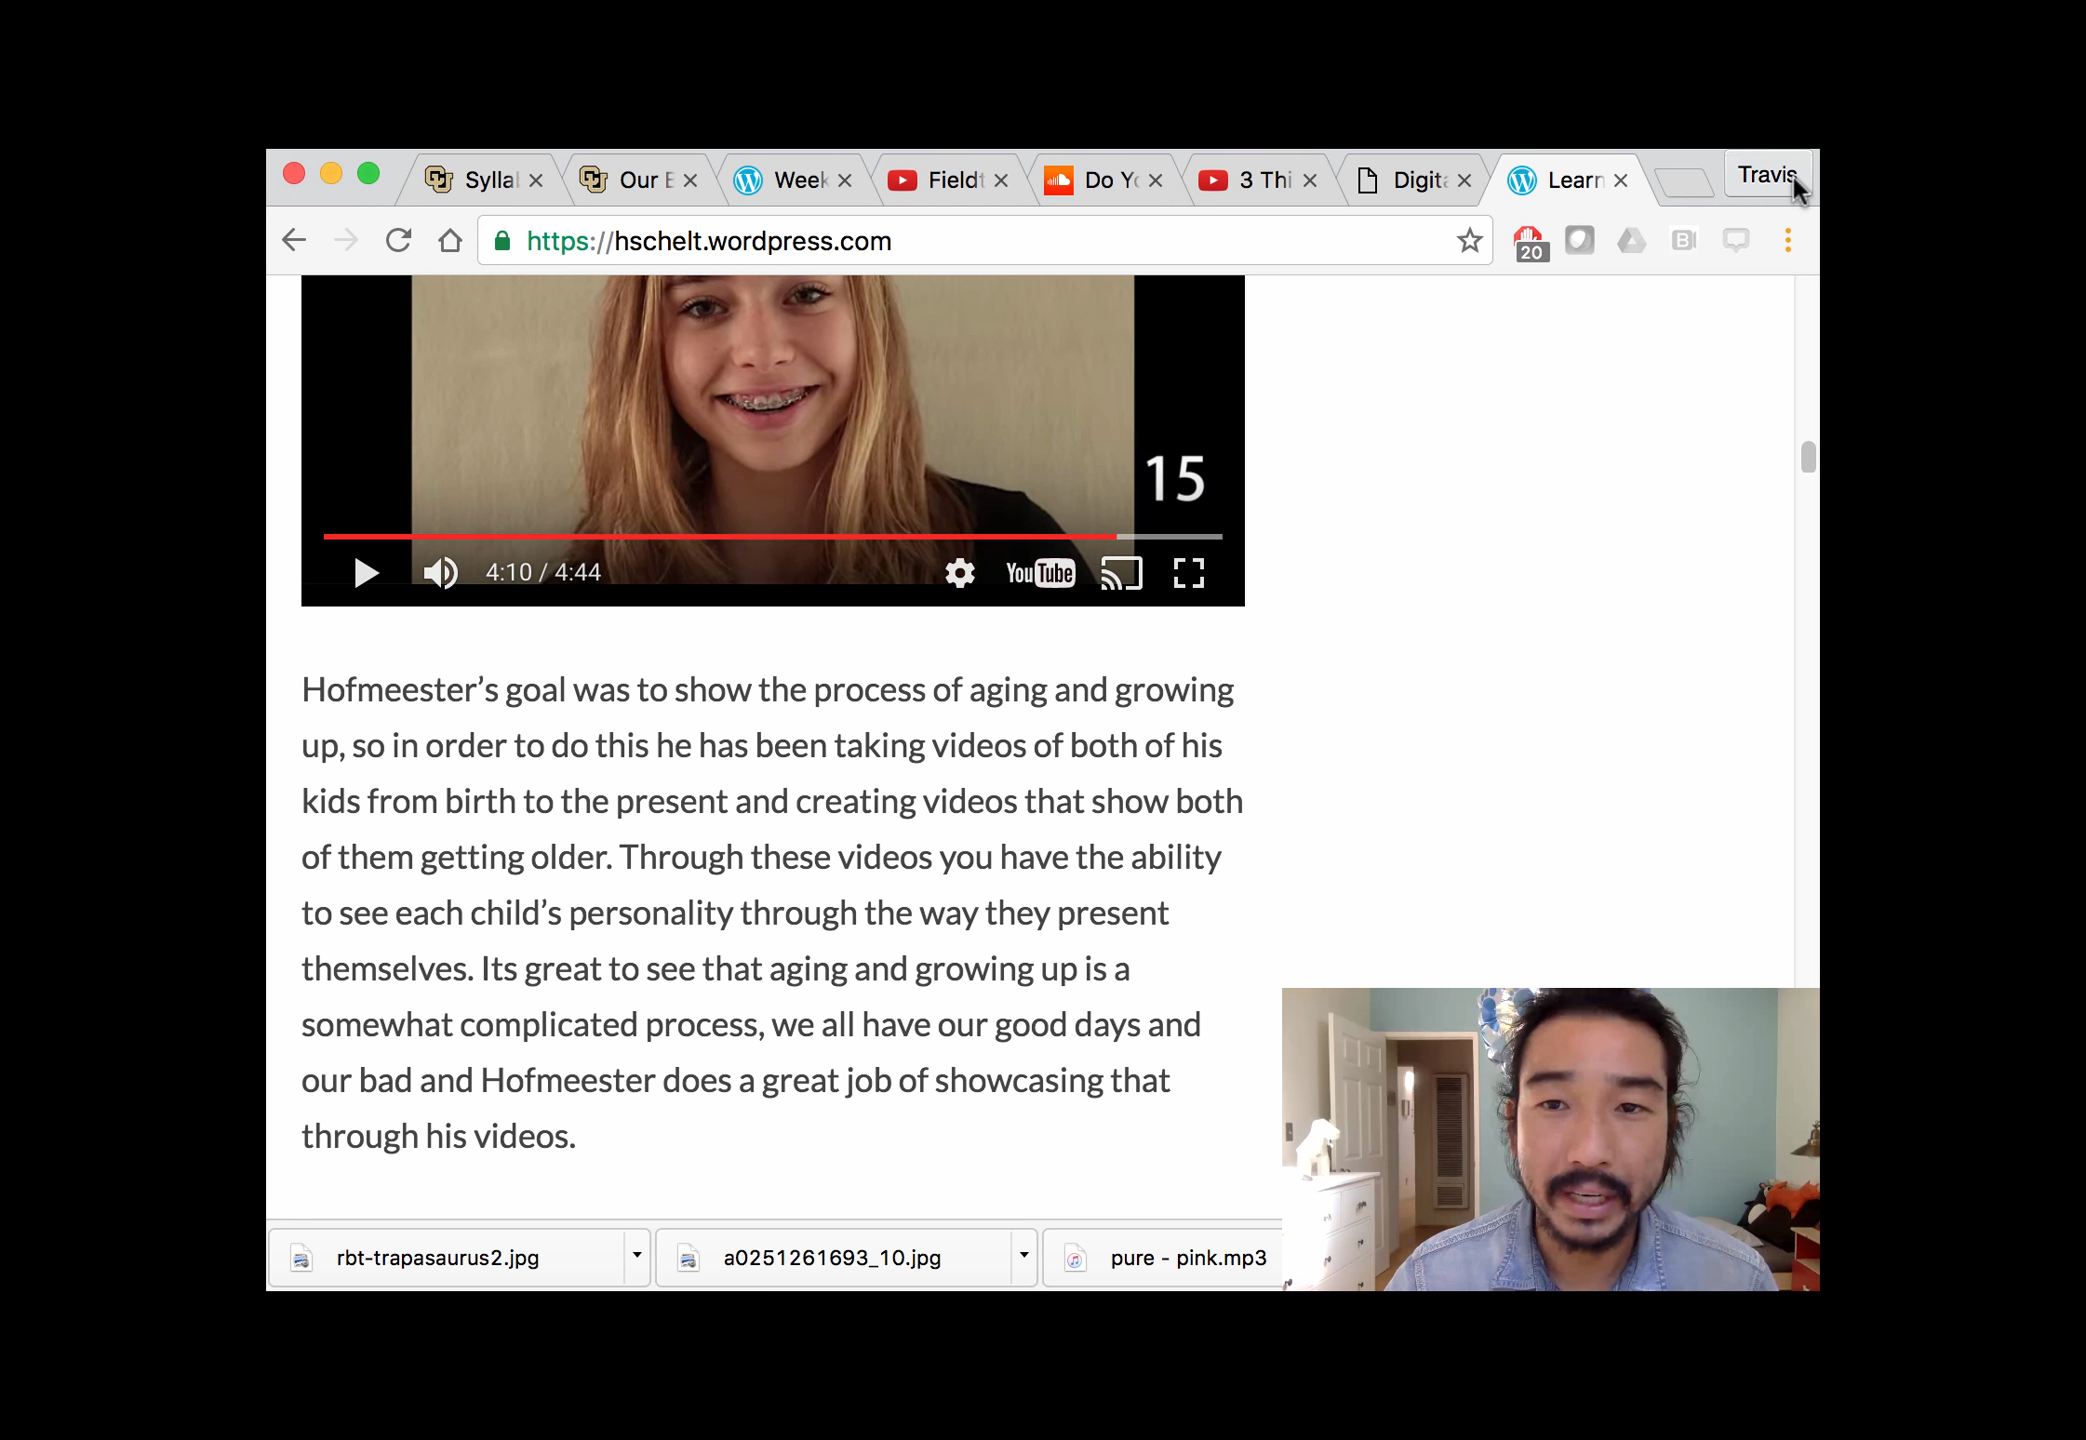 Syllal
Our E
Week
Fieldt
Do Yo
3 Thi
Digita
Learn
Travis
https://hschelt.wordpress.com
20
15
4:10 / 4:44
YouTube
Hofmeester’s goal was to show the process of aging and growing
up, so in order to do this he has been taking videos of both of his
kids from birth to the present and creating videos that show both
of them getting older. Through these videos you have the ability
to see each child’s personality through the way they present
themselves. Its great to see that aging and growing up is a
somewhat complicated process, we all have our good days and
our bad and Hofmeester does a great job of showcasing that
through his videos.
rbt-trapasaurus2.jpg
a0251261693_10.jpg
pure - pink.mp3